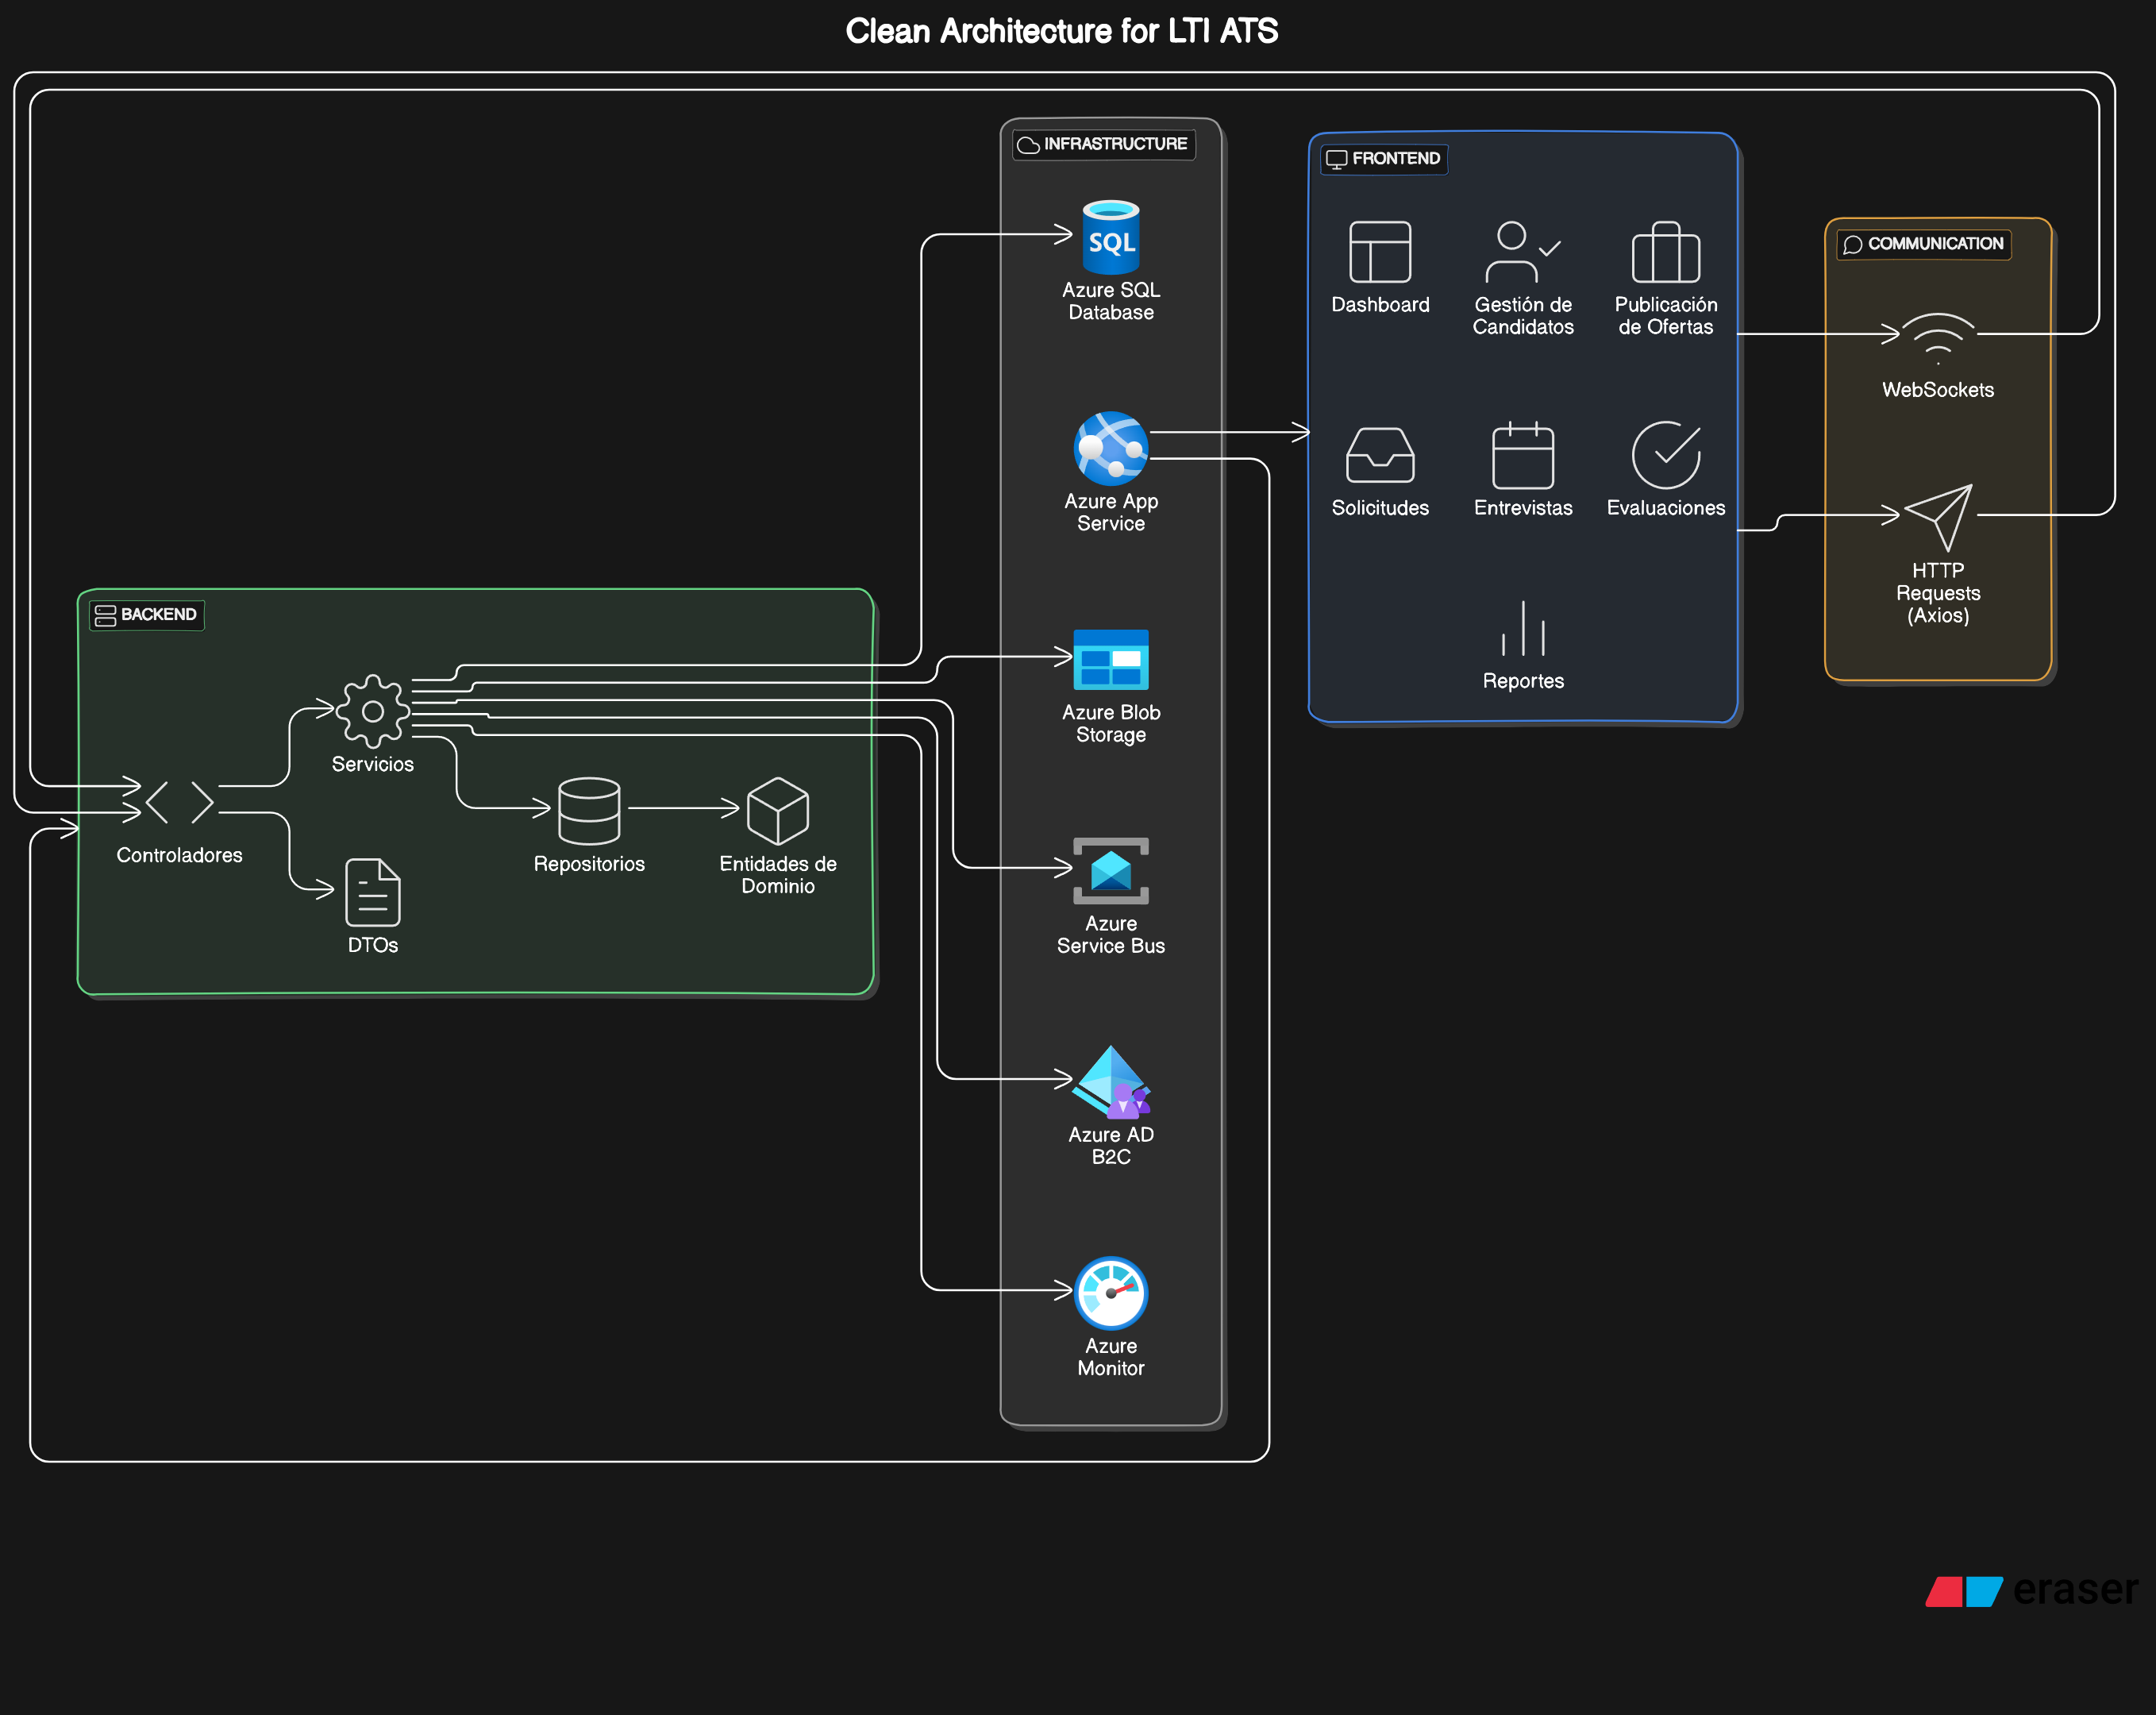 Clean Architecture for LTI ATS
INFRASTRUCTURE
SQL
Azure SQL
Database
Azure App
Service
Azure Blob
Storage
Azure
Service Bus
Azure AD
B2C
Azure
Monitor
FRONTEND
Dashboard
Gestión de
Candidatos
Publicación
de Ofertas
Solicitudes
Entrevistas
Evaluaciones
Reportes
COMMUNICATION
WebSockets
HTTP
Requests
(Axios)
BACKEND
Servicios
Controladores
DTOs
Repositorios
Entidades de
Dominio
eraser